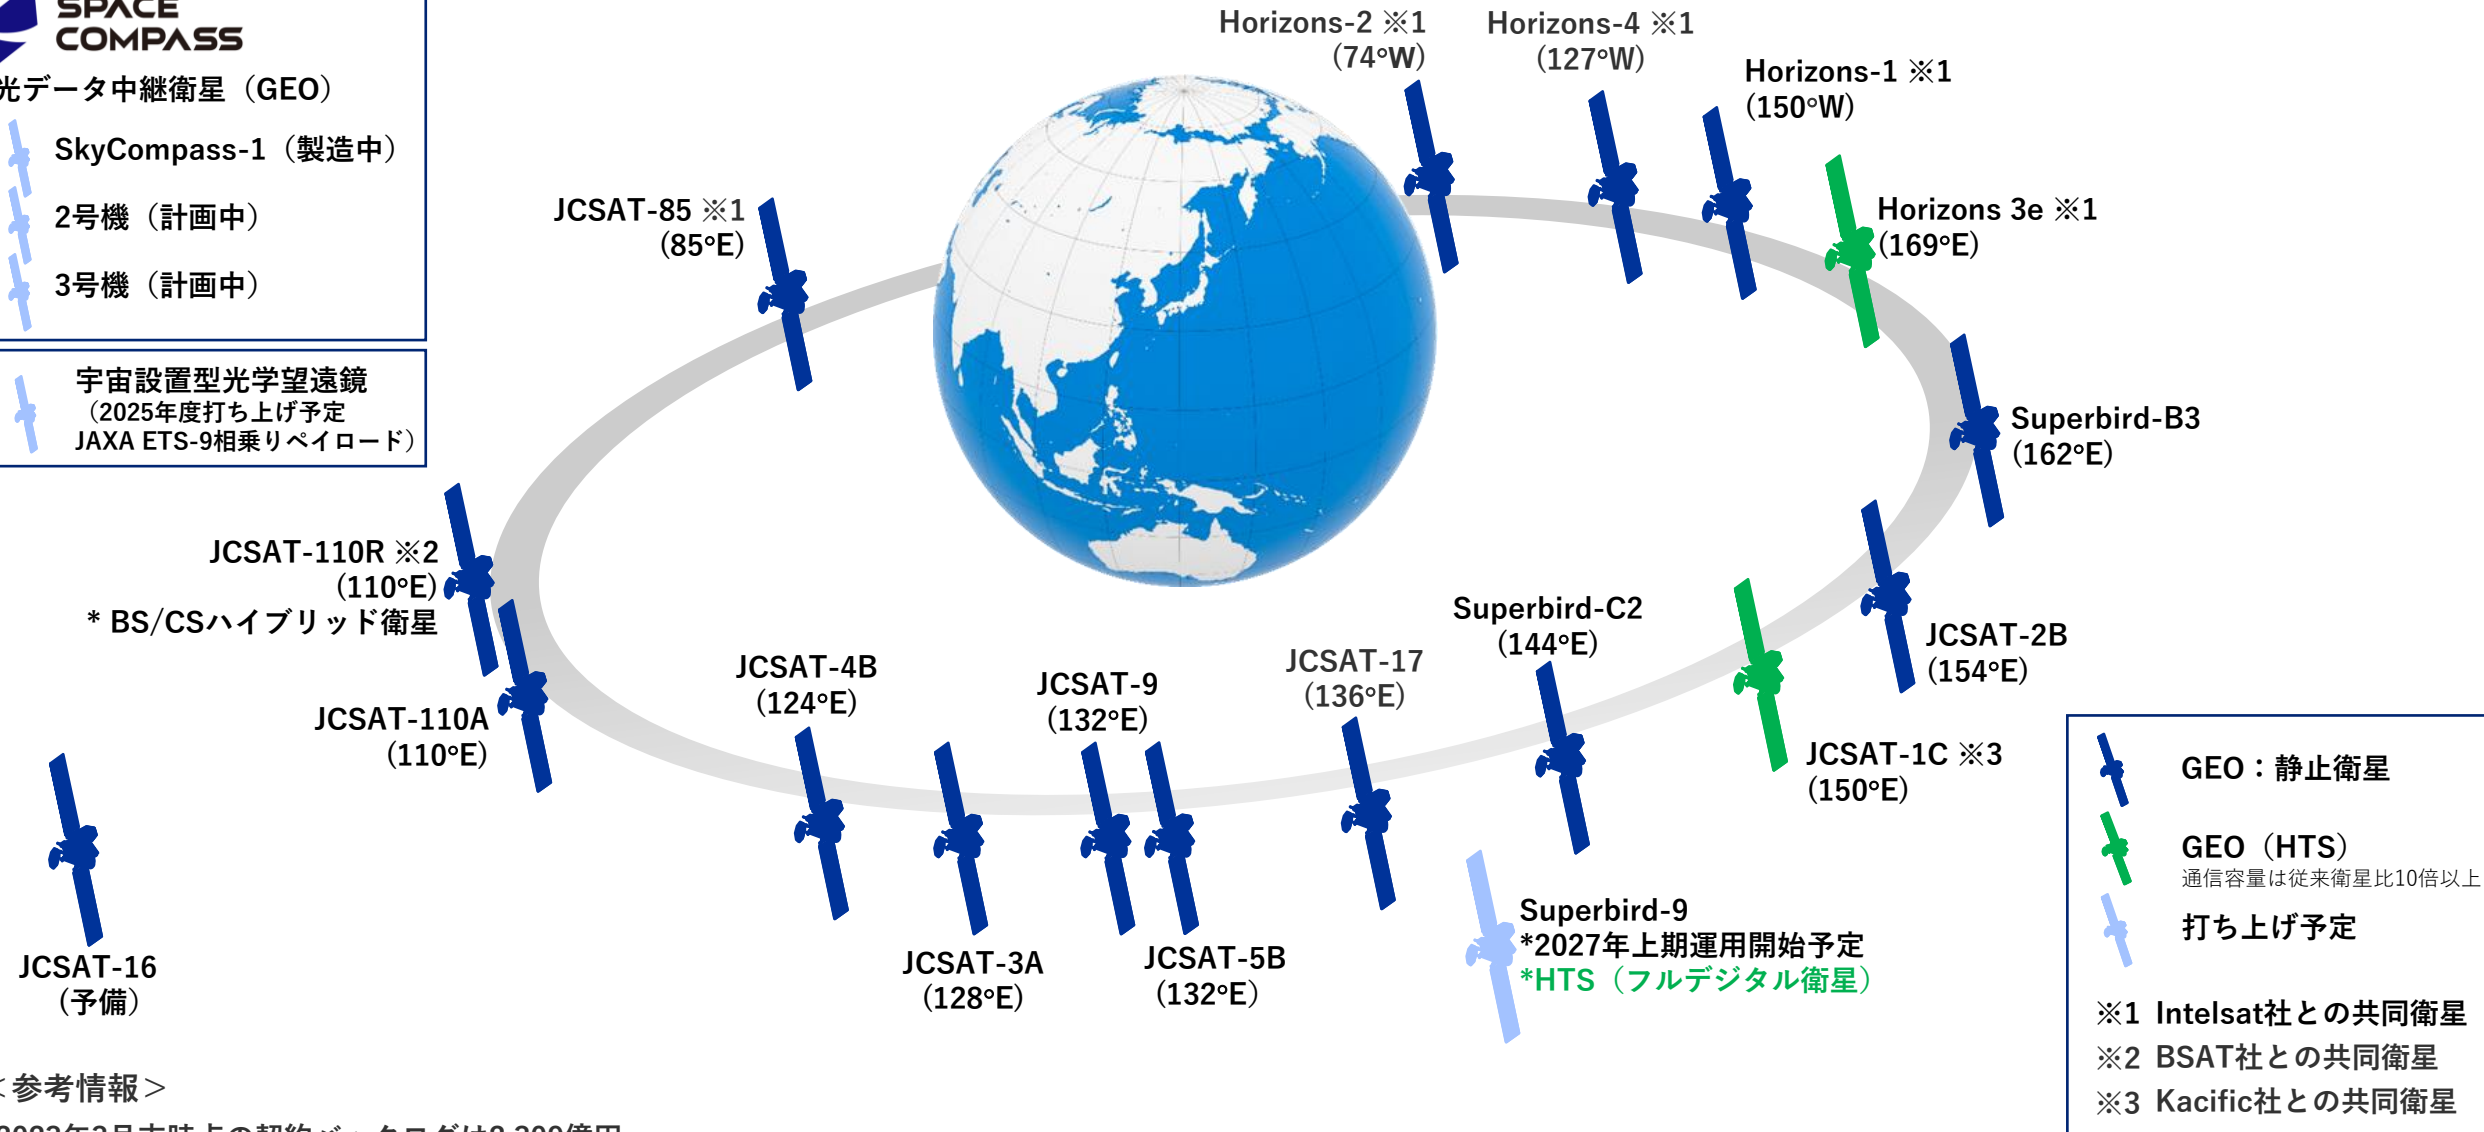 SPACE
COMPASS
光データ中継衛星（GEO）
SkyCompass-1（製造中）
2号機（計画中）
3号機（計画中）
宇宙設置型光学望遠鏡
（2025年度打ち上げ予定
JAXA ETS-9相乗りペイロード）
Horizons-2 ※1
(74°W)
Horizons-4 ※1
(127°W)
Horizons-1 ※1
(150°W)
Horizons 3e ※1
(169°E)
JCSAT-85 ※1
(85°E)
Superbird-B3
(162°E)
JCSAT-110R ※2
(110°E)
* BS/CSハイブリッド衛星
JCSAT-110A
(110°E)
JCSAT-4B
(124°E)
JCSAT-9
(132°E)
JCSAT-17
(136°E)
Superbird-C2
(144°E)
JCSAT-2B
(154°E)
JCSAT-1C ※3
(150°E)
JCSAT-16
（予備）
JCSAT-3A
(128°E)
JCSAT-5B
(132°E)
Superbird-9
*2027年上期運用開始予定
*HTS（フルデジタル衛星）
GEO：静止衛星
GEO（HTS）
通信容量は従来衛星比10倍以上
打ち上げ予定
※1 Intelsat社との共同衛星
※2 BSAT社との共同衛星
※3 Kacific社との共同衛星
＜参考情報＞